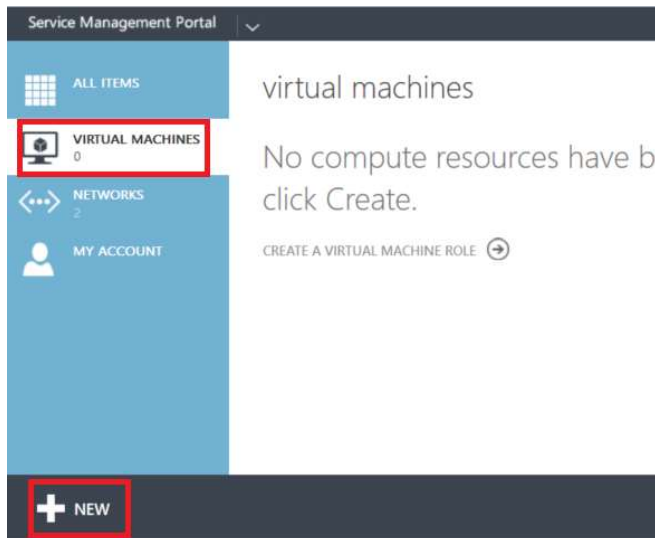 Service Management Portal
ALL ITEMS
VIRTUAL MACHINES
0
NETWORKS
2
MY ACCOUNT
virtual machines
No compute resources have b
click Create.
CREATE A VIRTUAL MACHINE ROLE
NEW